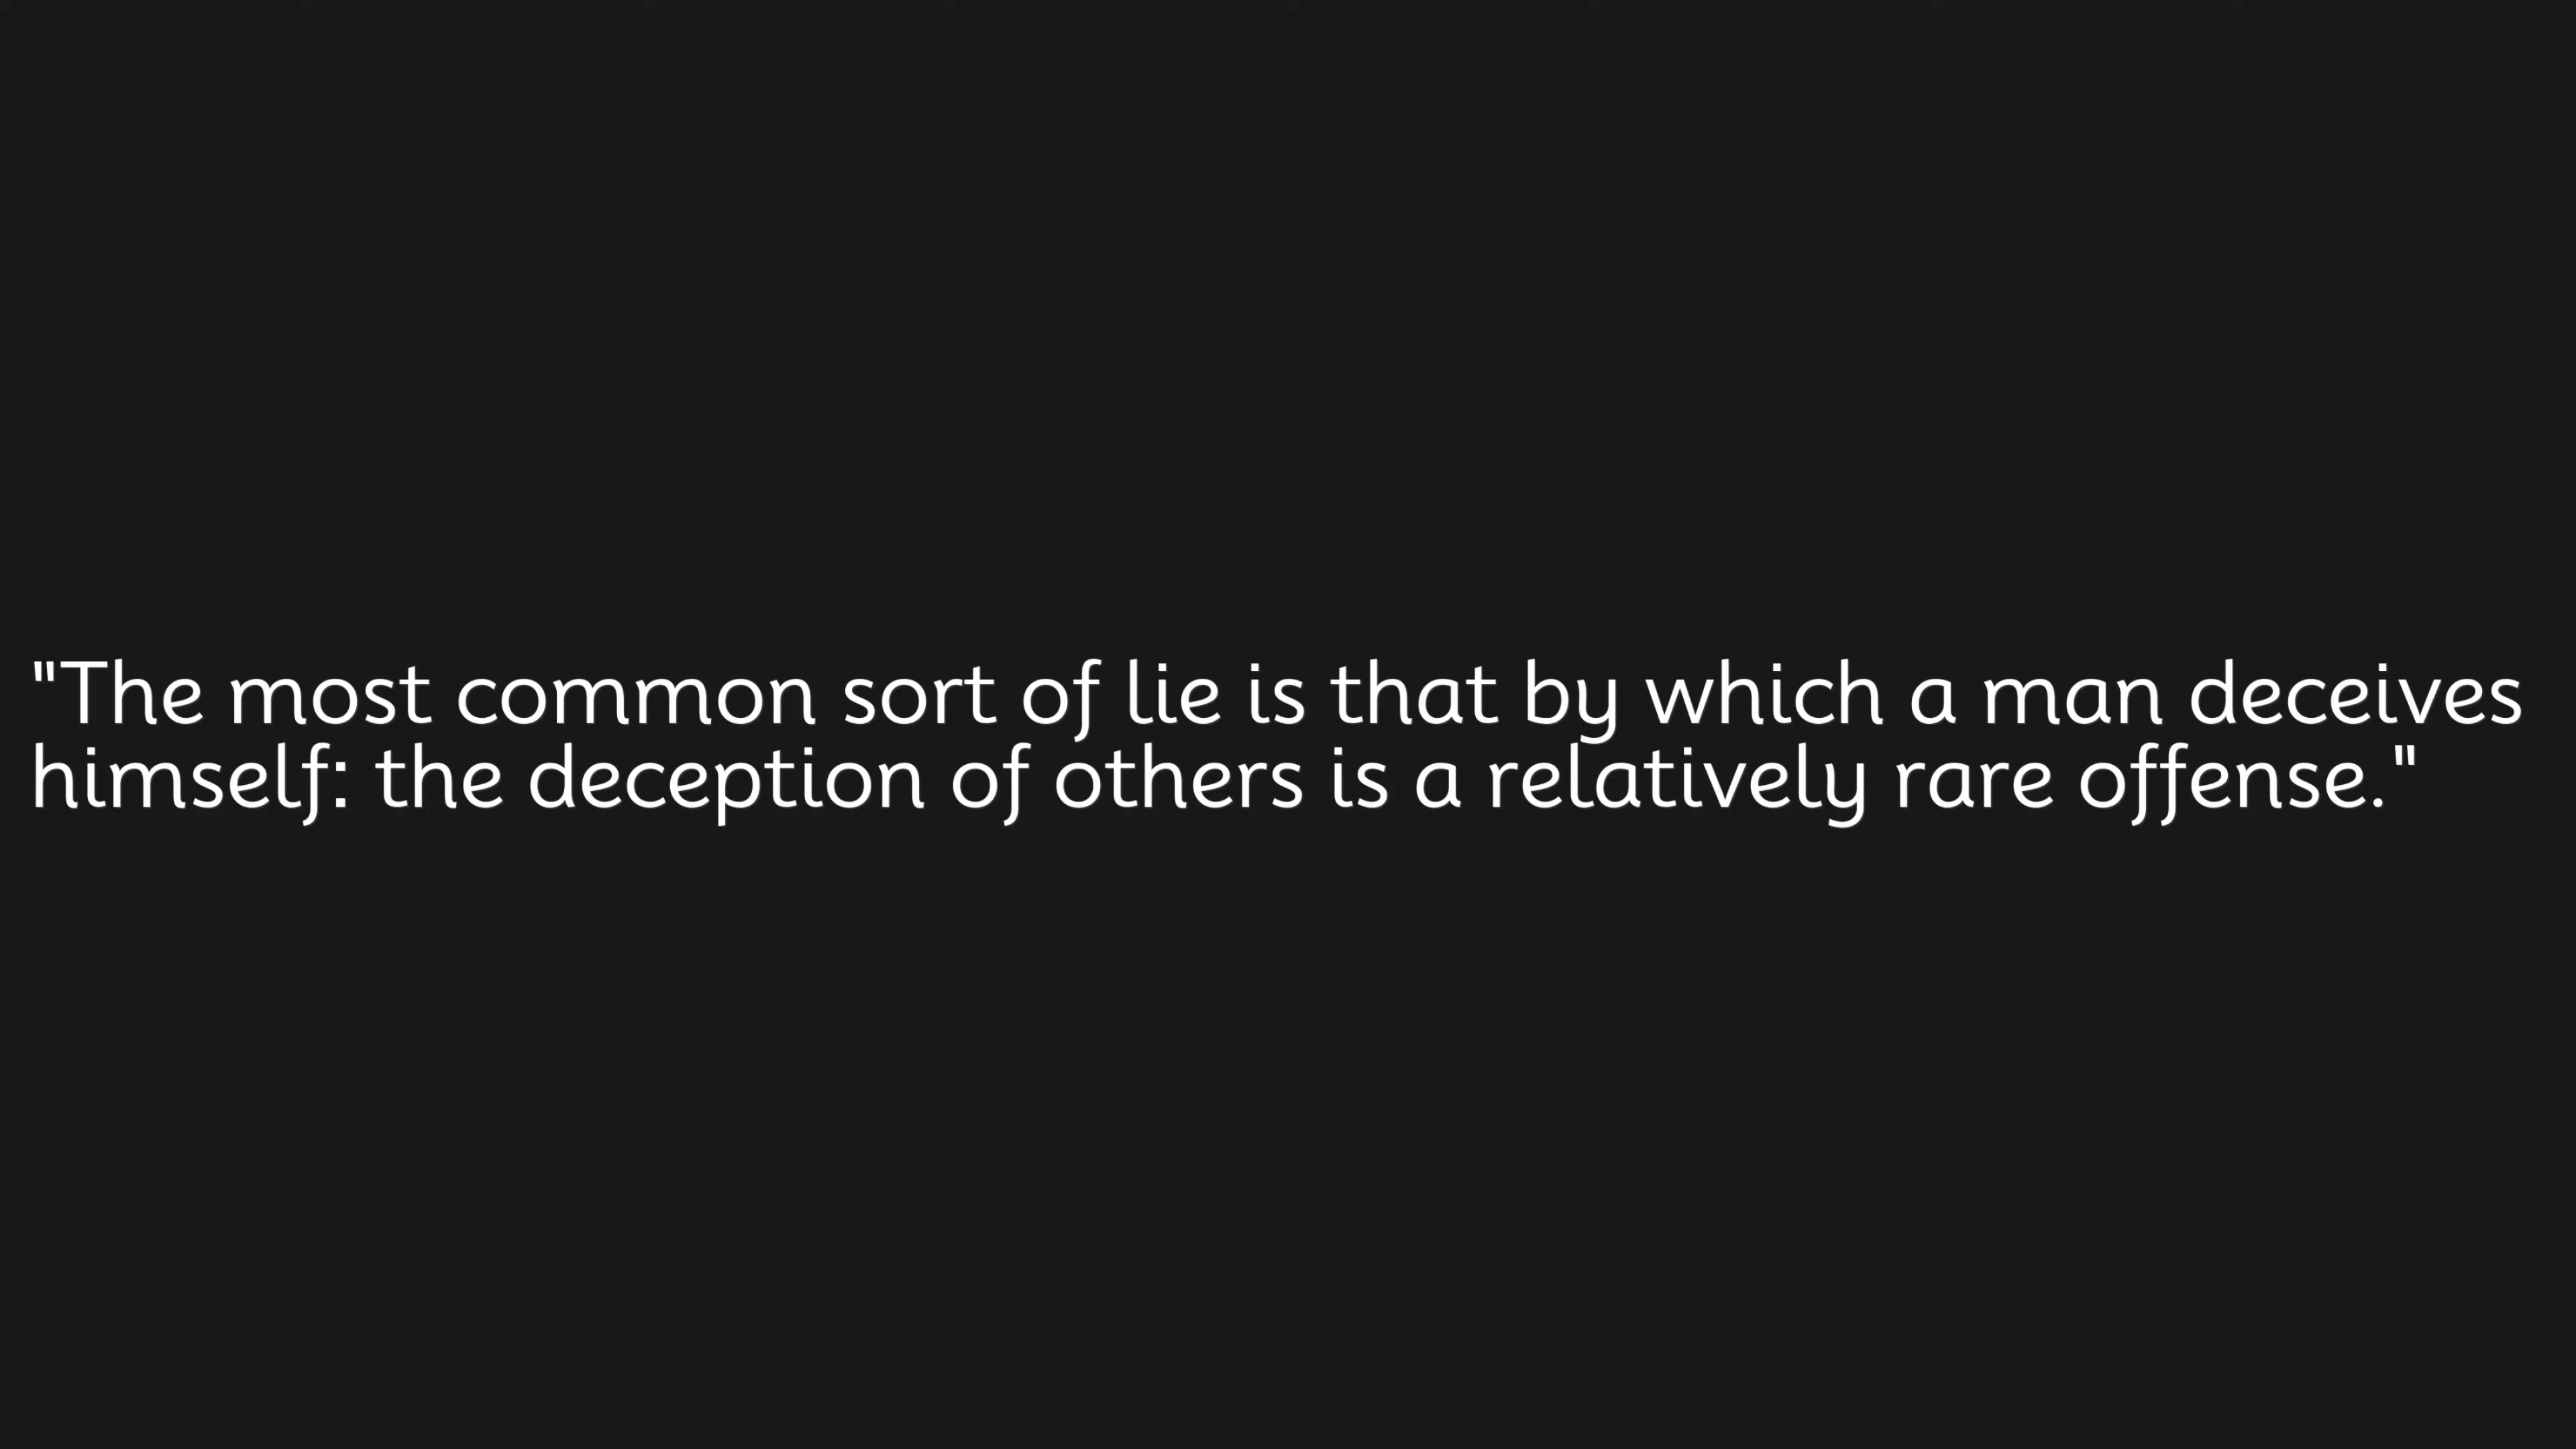 "The most common sort of lie is that by which a man deceives
himself: the deception of others is a relatively rare offense."